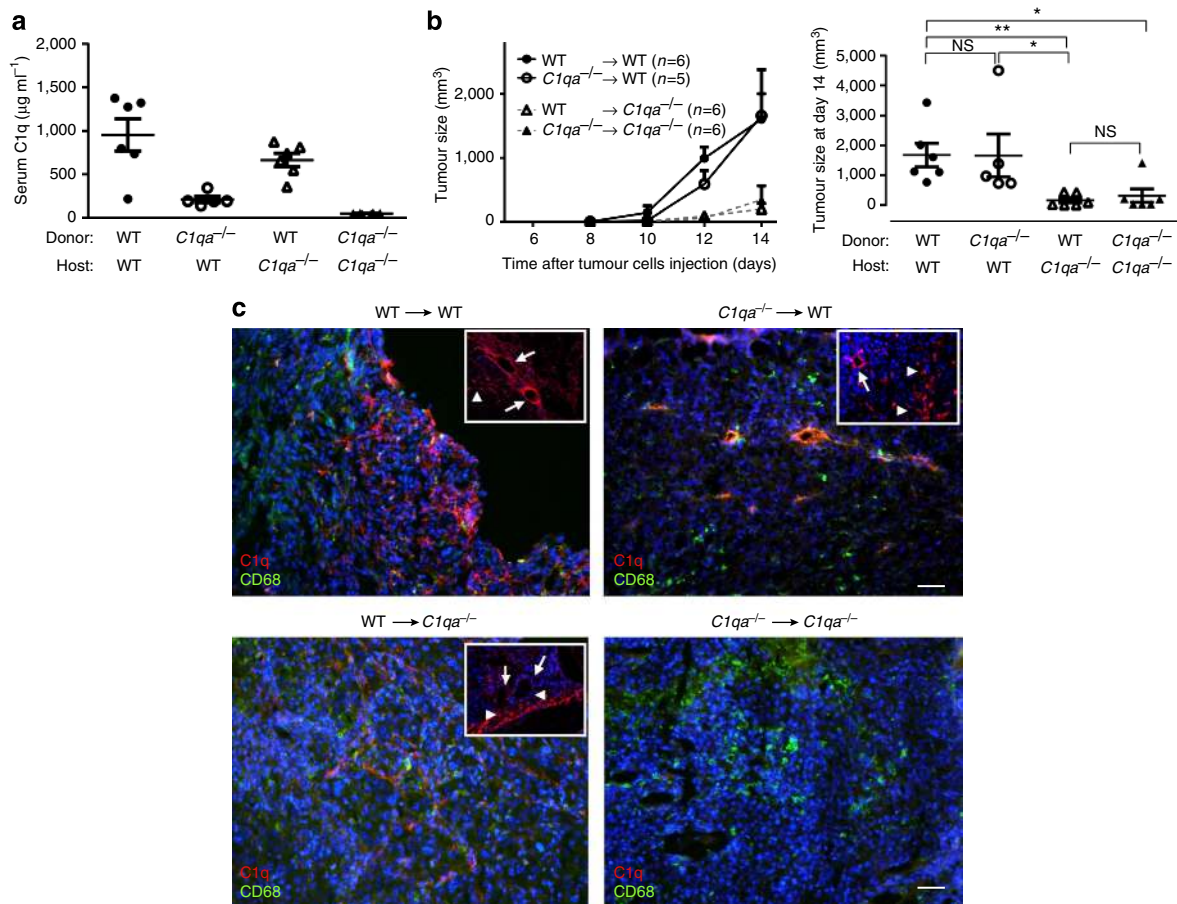 a
Serum C1q (µg ml⁻¹)
2,000
1,500
1,000
500
0
Donor: WT C1qa⁻/⁻ WT C1qa⁻/⁻
Host: WT WT C1qa⁻/⁻ C1qa⁻/⁻
b
Tumour size (mm³)
2,000
1,000
0
6 8 10 12 14
Time after tumour cells injection (days)
WT → WT (n=6)
C1qa⁻/⁻ → WT (n=5)
WT → C1qa⁻/⁻ (n=6)
C1qa⁻/⁻ → C1qa⁻/⁻ (n=6)
Tumour size at day 14 (mm³)
5,000
4,000
3,000
2,000
1,000
0
*
**
NS *
NS
Donor: WT C1qa⁻/⁻ WT C1qa⁻/⁻
Host: WT WT C1qa⁻/⁻ C1qa⁻/⁻
c
WT → WT
C1q
CD68
C1qa⁻/⁻ → WT
C1q
CD68
WT → C1qa⁻/⁻
C1q
CD68
C1qa⁻/⁻ → C1qa⁻/⁻
C1q
CD68